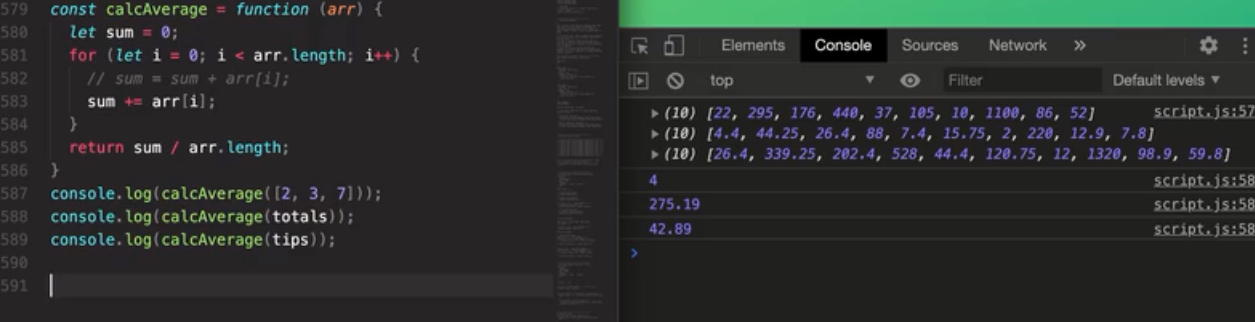 579 const calcAverage = function (arr) {
580 let sum = 0;
581 for (let i = 0; i < arr.length; i++) {
582 // sum = sum + arr[i];
583 sum += arr[i];
584 }
585 return sum / arr.length;
586 }
587 console.log(calcAverage([2, 3, 7]));
588 console.log(calcAverage(totals));
589 console.log(calcAverage(tips));
590
591
Elements Console Sources Network »
top Filter Default levels ▼
(10) [22, 295, 176, 440, 37, 105, 10, 1100, 86, 52] script.js:57
(10) [4.4, 44.25, 26.4, 88, 7.4, 15.75, 2, 220, 12.9, 7.8]
(10) [26.4, 339.25, 202.4, 528, 44.4, 120.75, 12, 1320, 98.9, 59.8]
4 script.js:58
275.19 script.js:58
42.89 script.js:58
>